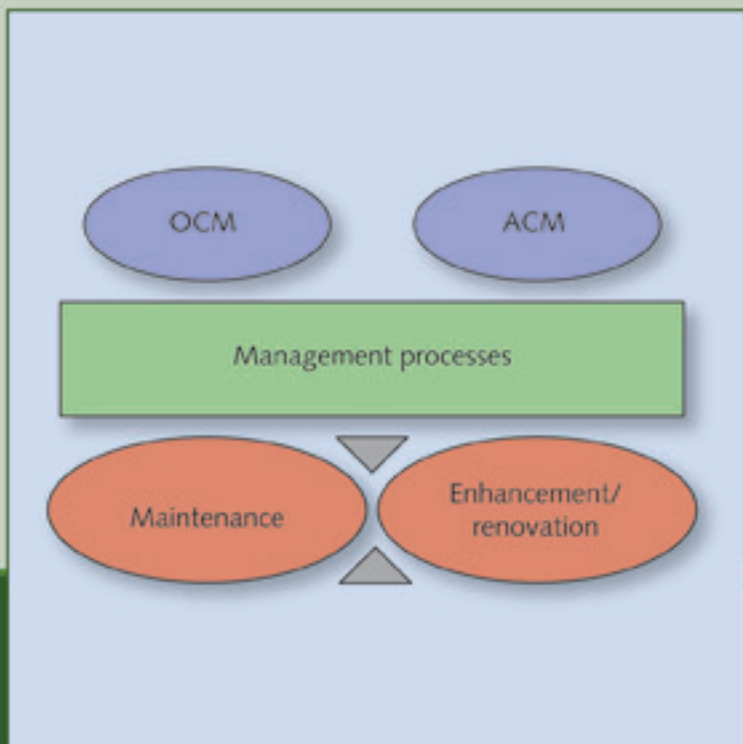 OCM
ACM
Management processes
Maintenance
Enhancement/
renovation